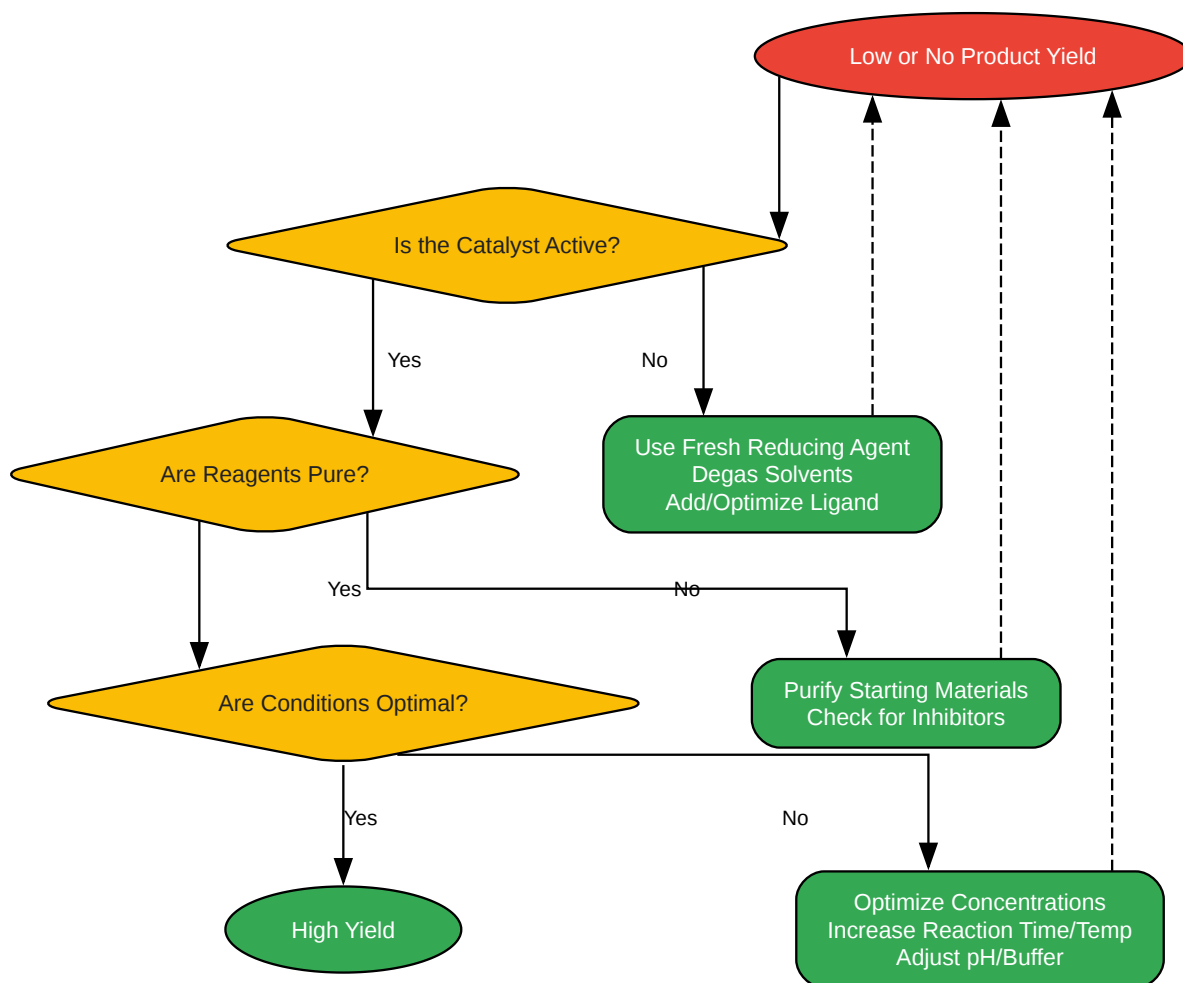 Low or No Product Yield
Is the Catalyst Active?
Yes
No
Use Fresh Reducing Agent
Degas Solvents
Add/Optimize Ligand
Are Reagents Pure?
Yes
No
Purify Starting Materials
Check for Inhibitors
Are Conditions Optimal?
Yes
No
High Yield
Optimize Concentrations
Increase Reaction Time/Temp
Adjust pH/Buffer